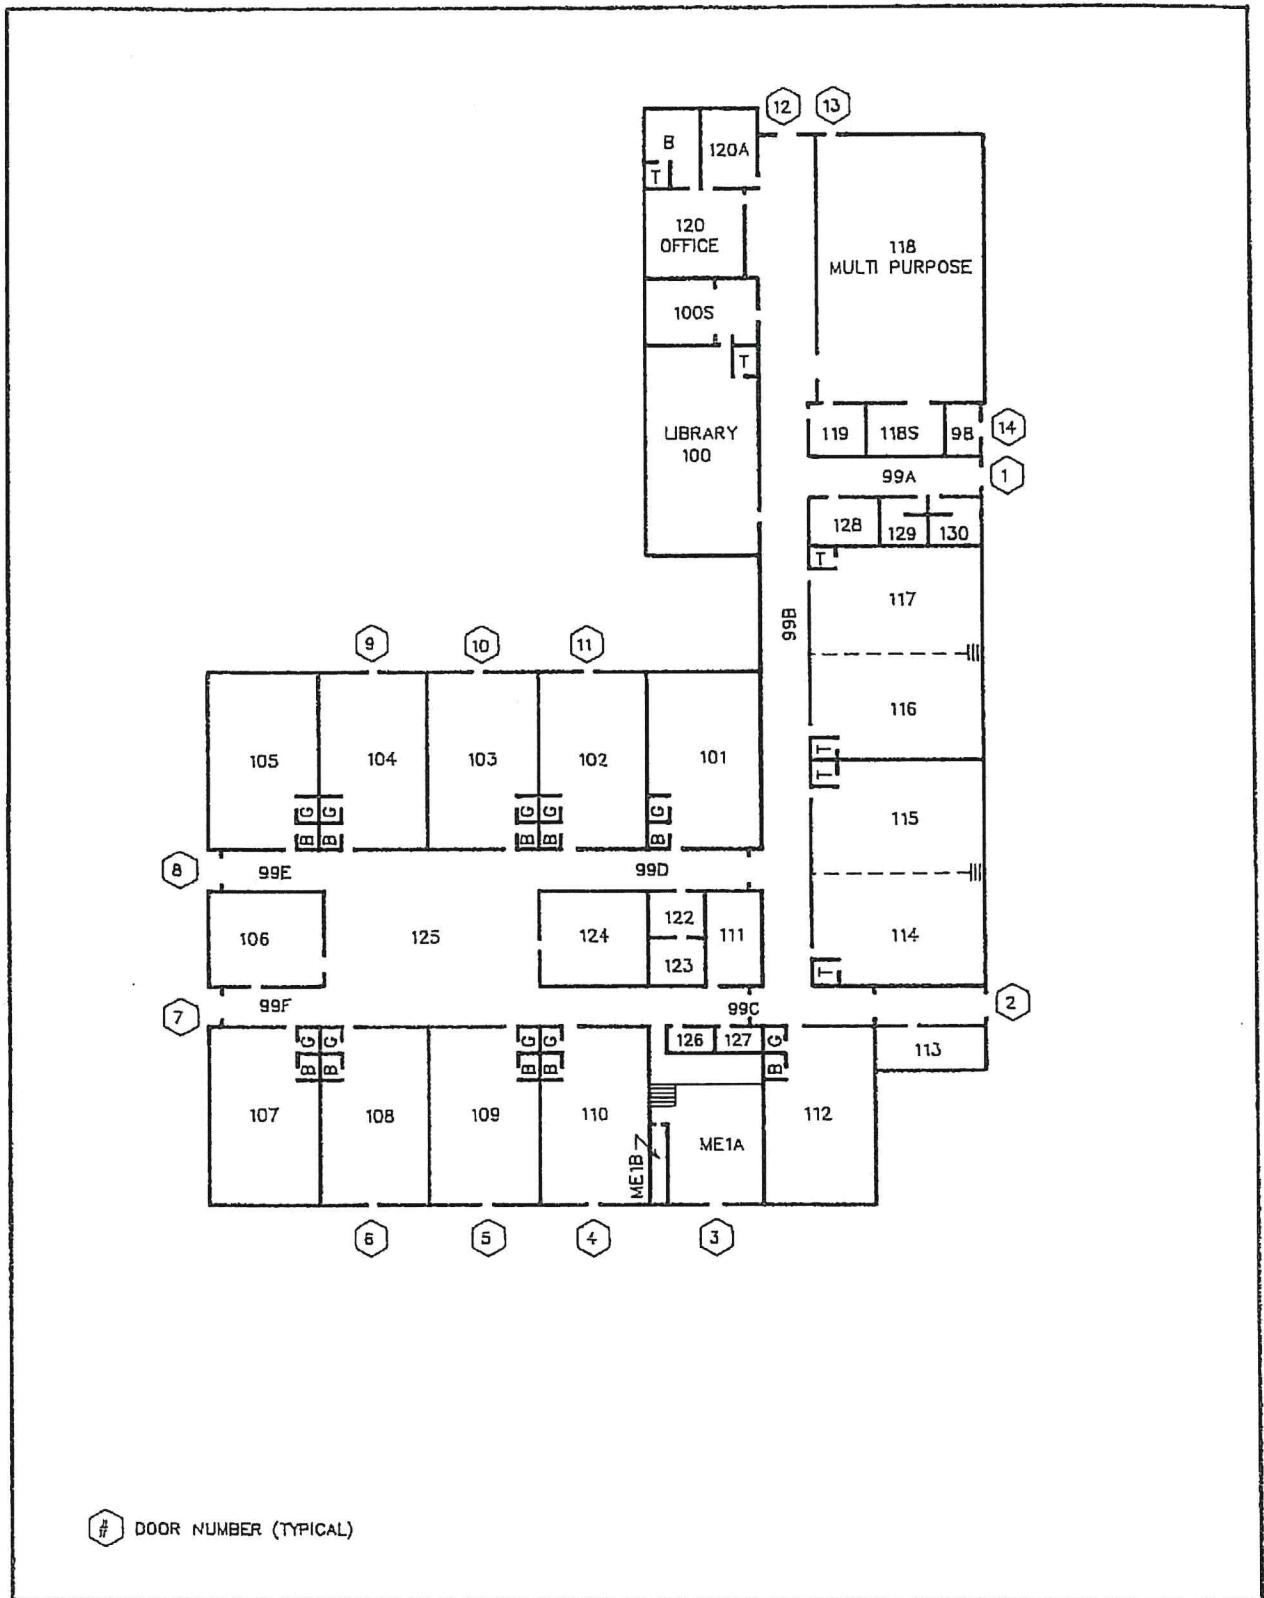 12
13
B
120A
T
120
OFFICE
118
MULTI PURPOSE
100S
T
LIBRARY
100
119
118S
98
14
99A
1
128
129
130
T
117
99B
9
10
11
116
105
104
103
102
101
T
T
G
G
G
G
G
B
B
B
B
B
115
8
99E
99D
106
125
124
122
111
123
114
T
7
99F
99C
2
G
G
G
G
126
127
G
113
B
B
B
B
B
107
108
109
110
112
ME1A
ME1B
6
5
4
3
# DOOR NUMBER (TYPICAL)